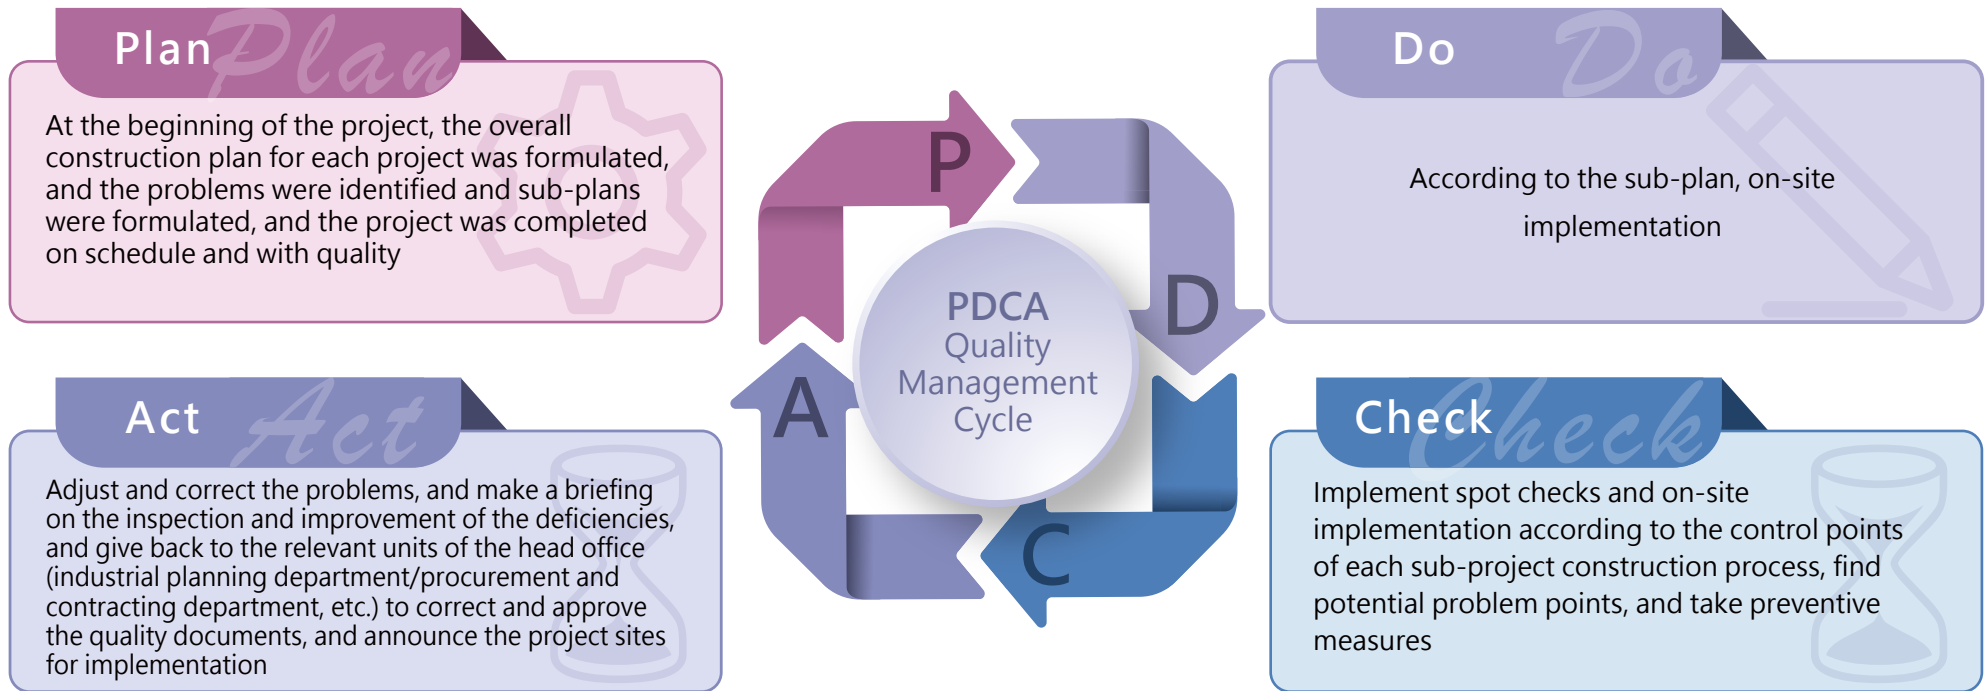 Plan Plan
At the beginning of the project, the overall
construction plan for each project was formulated,
and the problems were identified and sub-plans
were formulated, and the project was completed
on schedule and with quality
Do Do
According to the sub-plan, on-site
implementation
P
D
C
A
PDCA
Quality
Management
Cycle
Act Act
Adjust and correct the problems, and make a briefing
on the inspection and improvement of the deficiencies,
and give back to the relevant units of the head office
(industrial planning department/procurement and
contracting department, etc.) to correct and approve
the quality documents, and announce the project sites
for implementation
Check Check
Implement spot checks and on-site
implementation according to the control points
of each sub-project construction process, find
potential problem points, and take preventive
measures